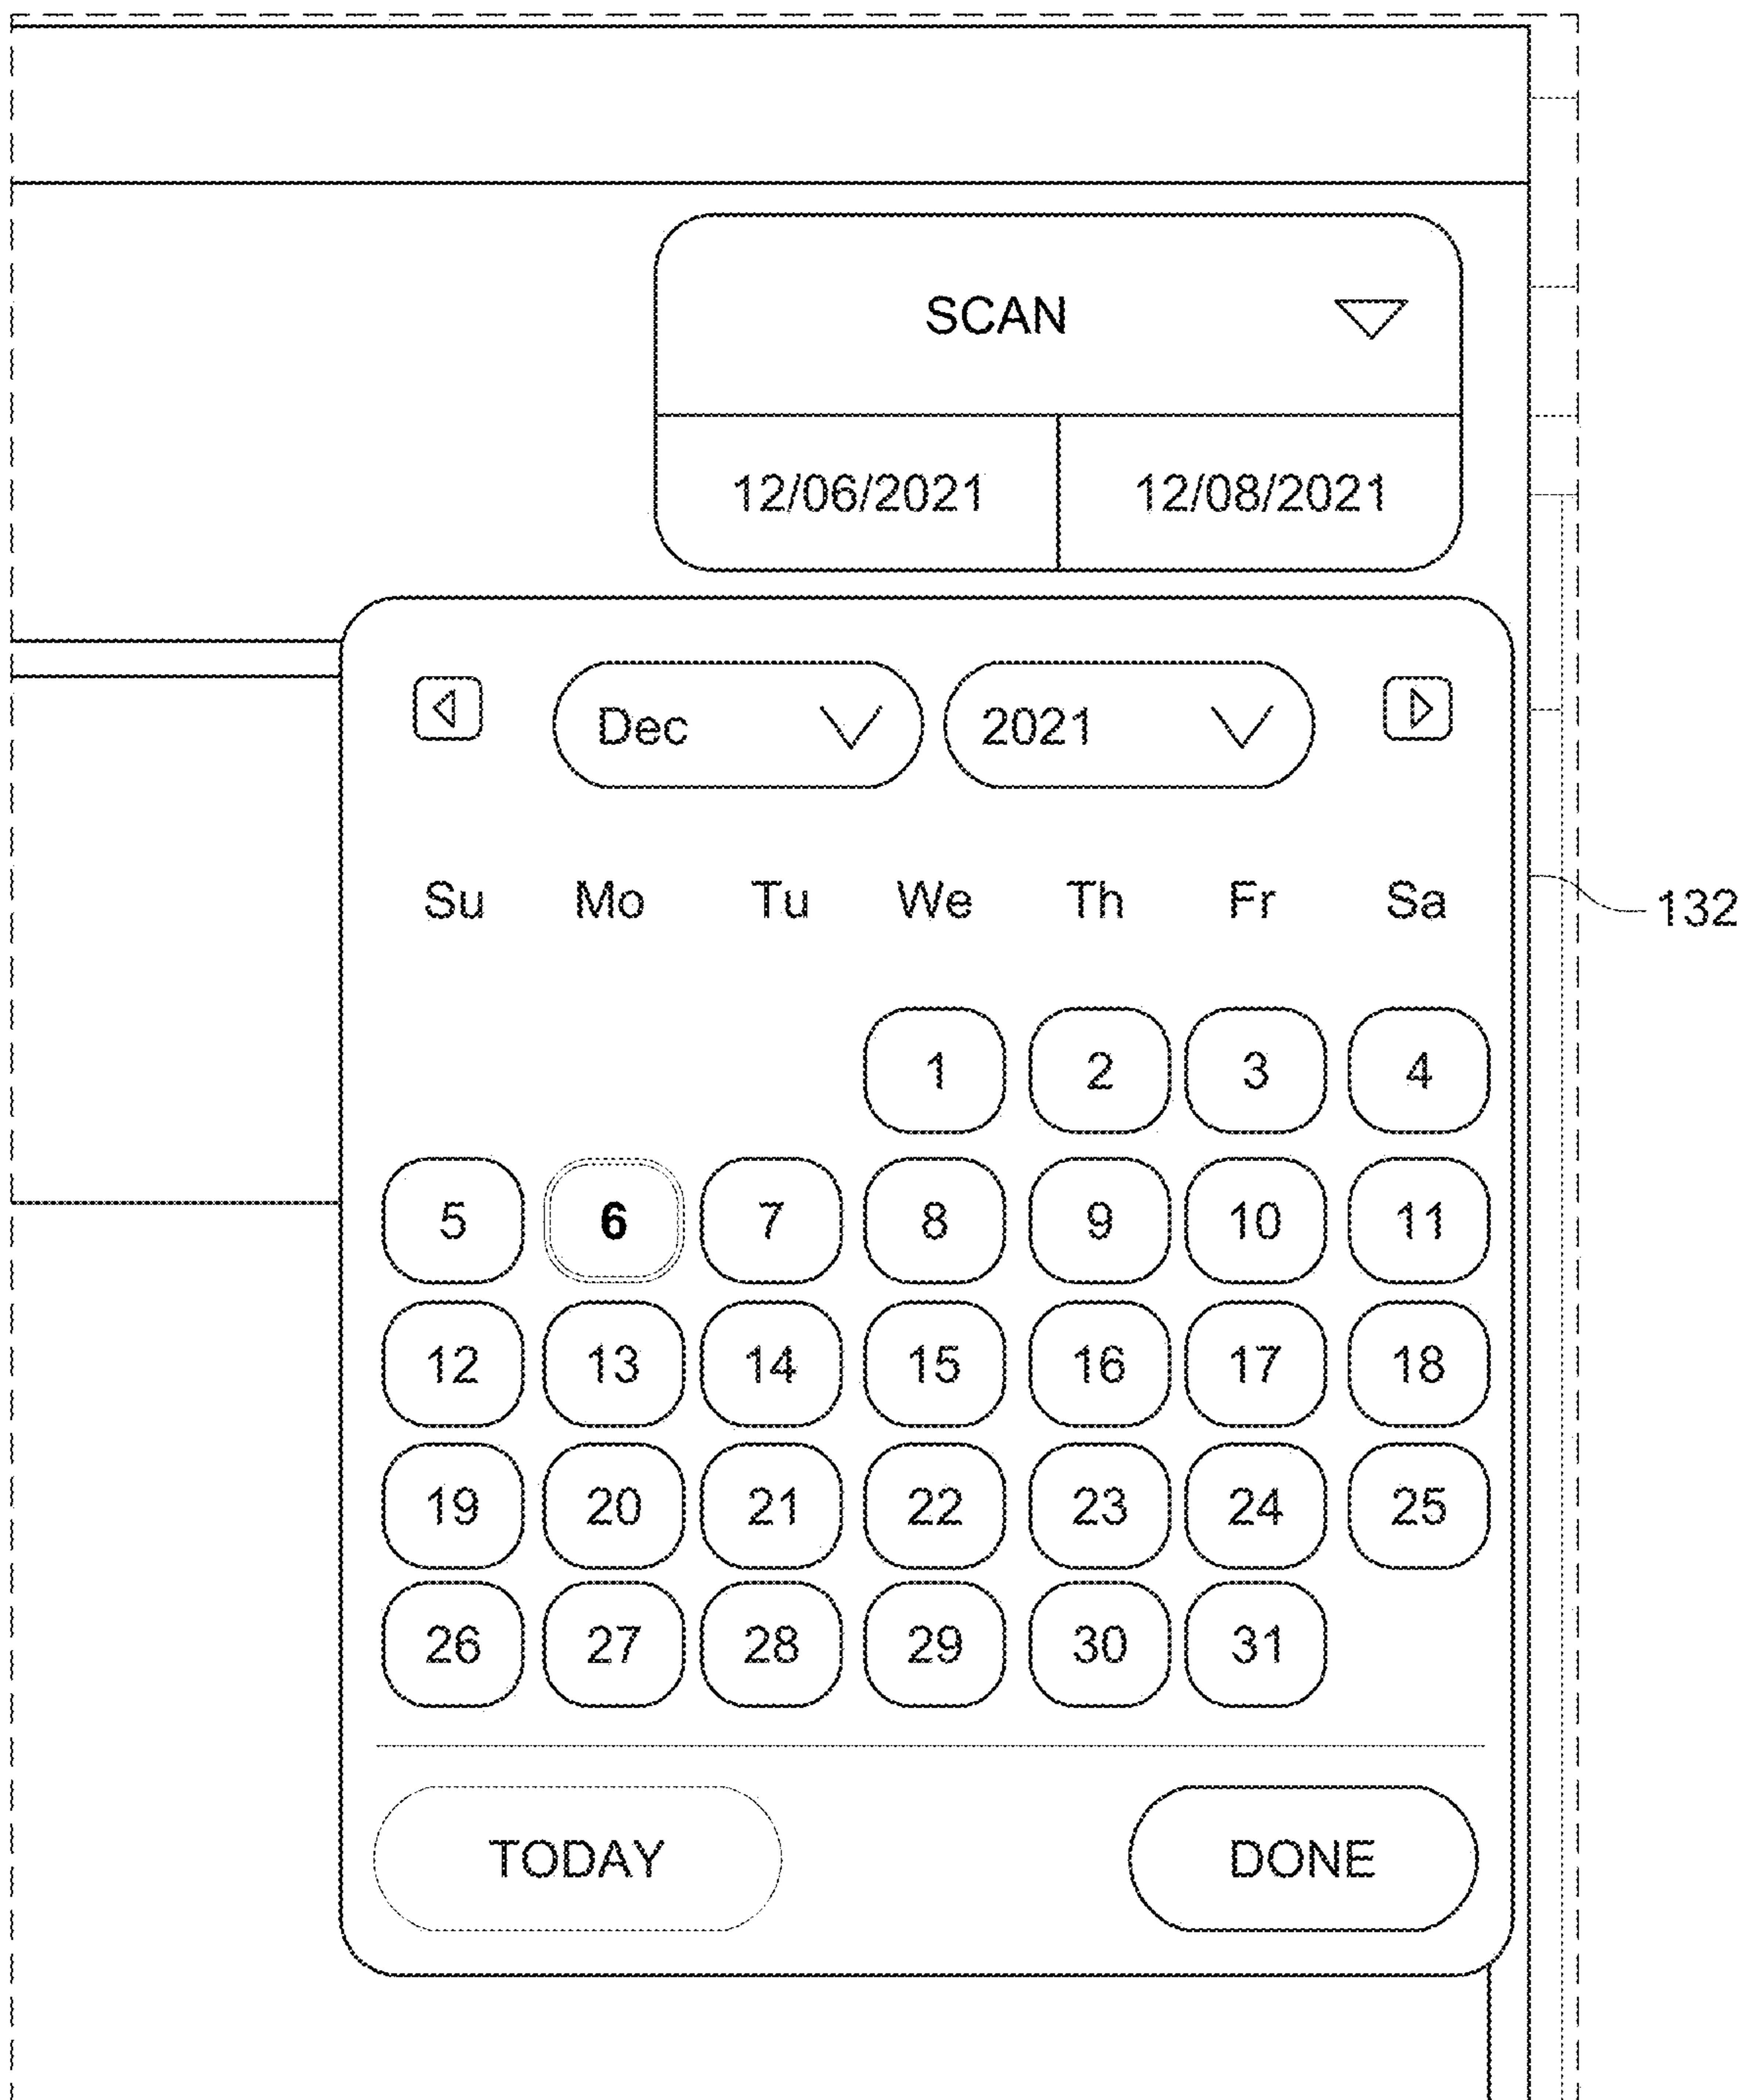 SCAN
12/06/2021 12/08/2021
Dec 2021
Su Mo Tu We Th Fr Sa
132
1 2 3 4
5 6 7 8 9 10 11
12 13 14 15 16 17 18
19 20 21 22 23 24 25
26 27 28 29 30 31
TODAY DONE